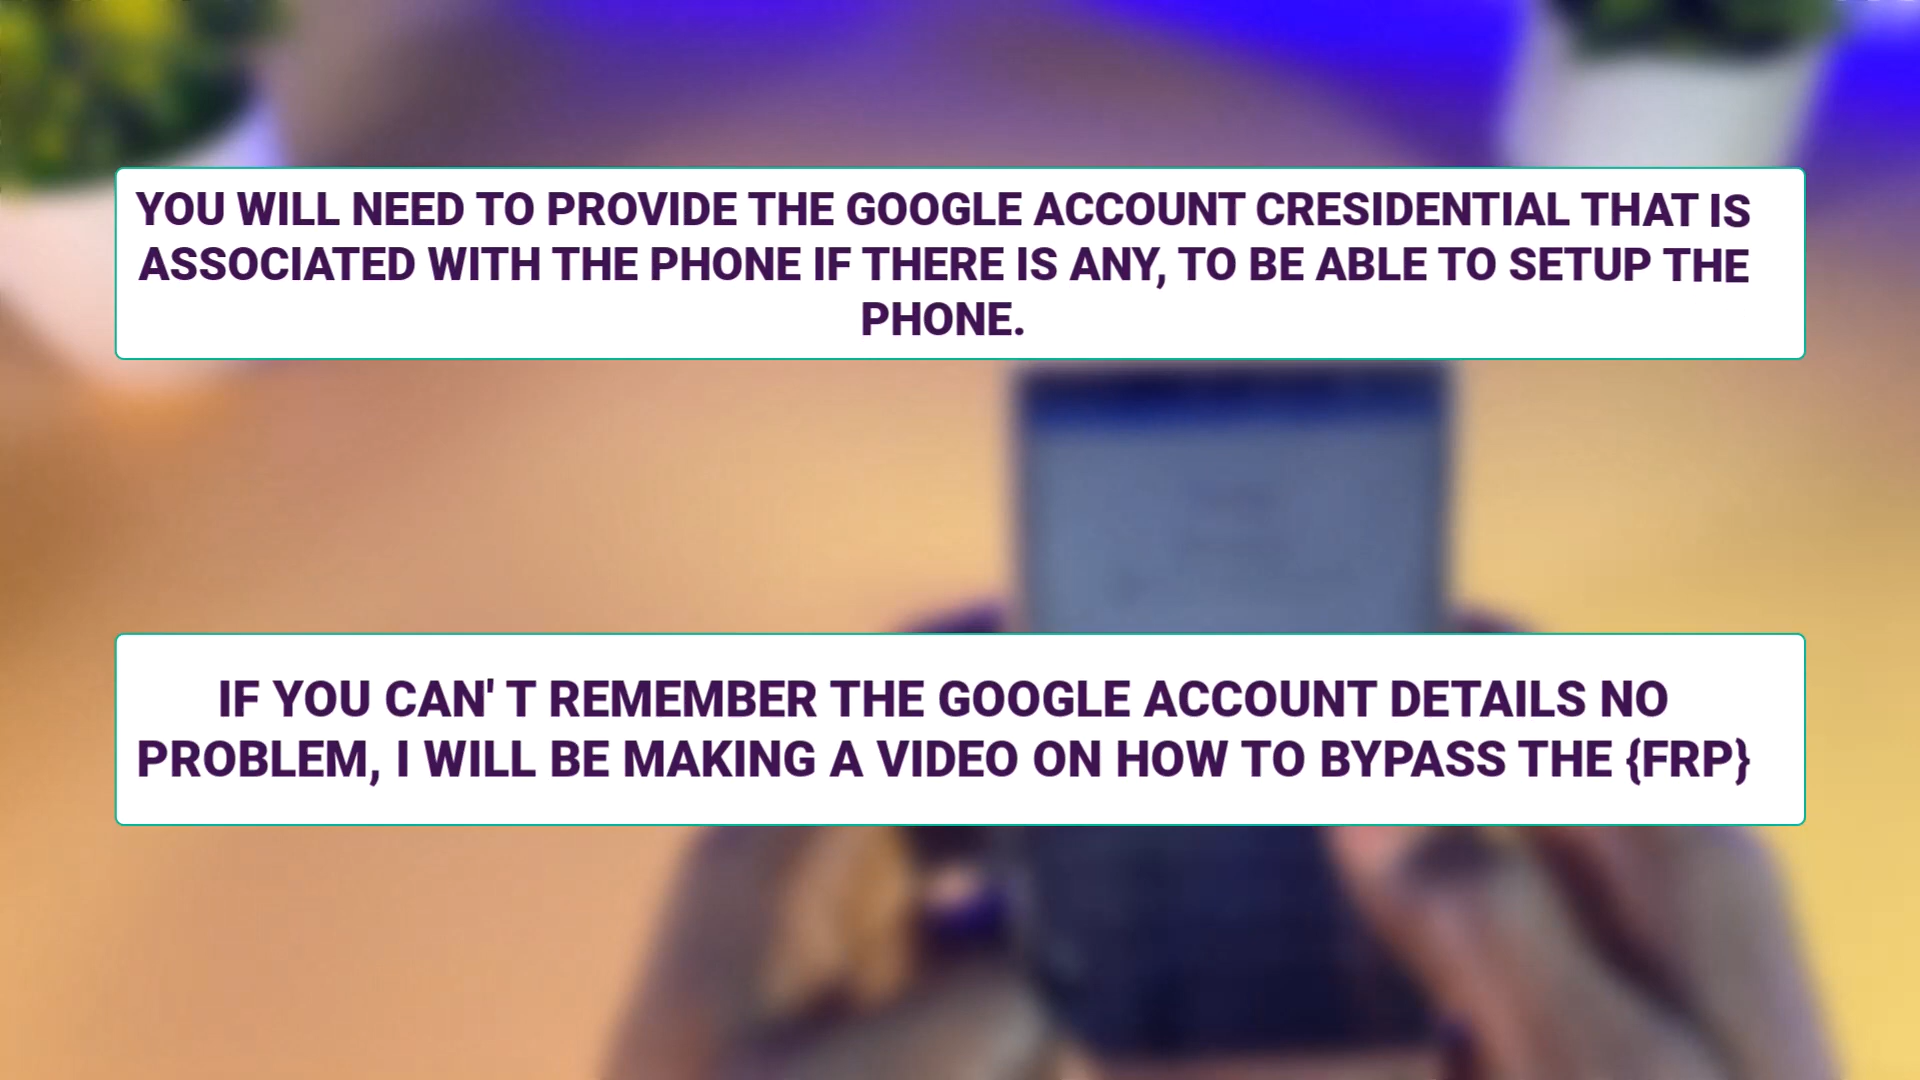 YOU WILL NEED TO PROVIDE THE GOOGLE ACCOUNT CRESIDENTIAL THAT IS
ASSOCIATED WITH THE PHONE IF THERE IS ANY, TO BE ABLE TO SETUP THE
PHONE.
IF YOU CAN' T REMEMBER THE GOOGLE ACCOUNT DETAILS NO
PROBLEM, I WILL BE MAKING A VIDEO ON HOW TO BYPASS THE {FRP}